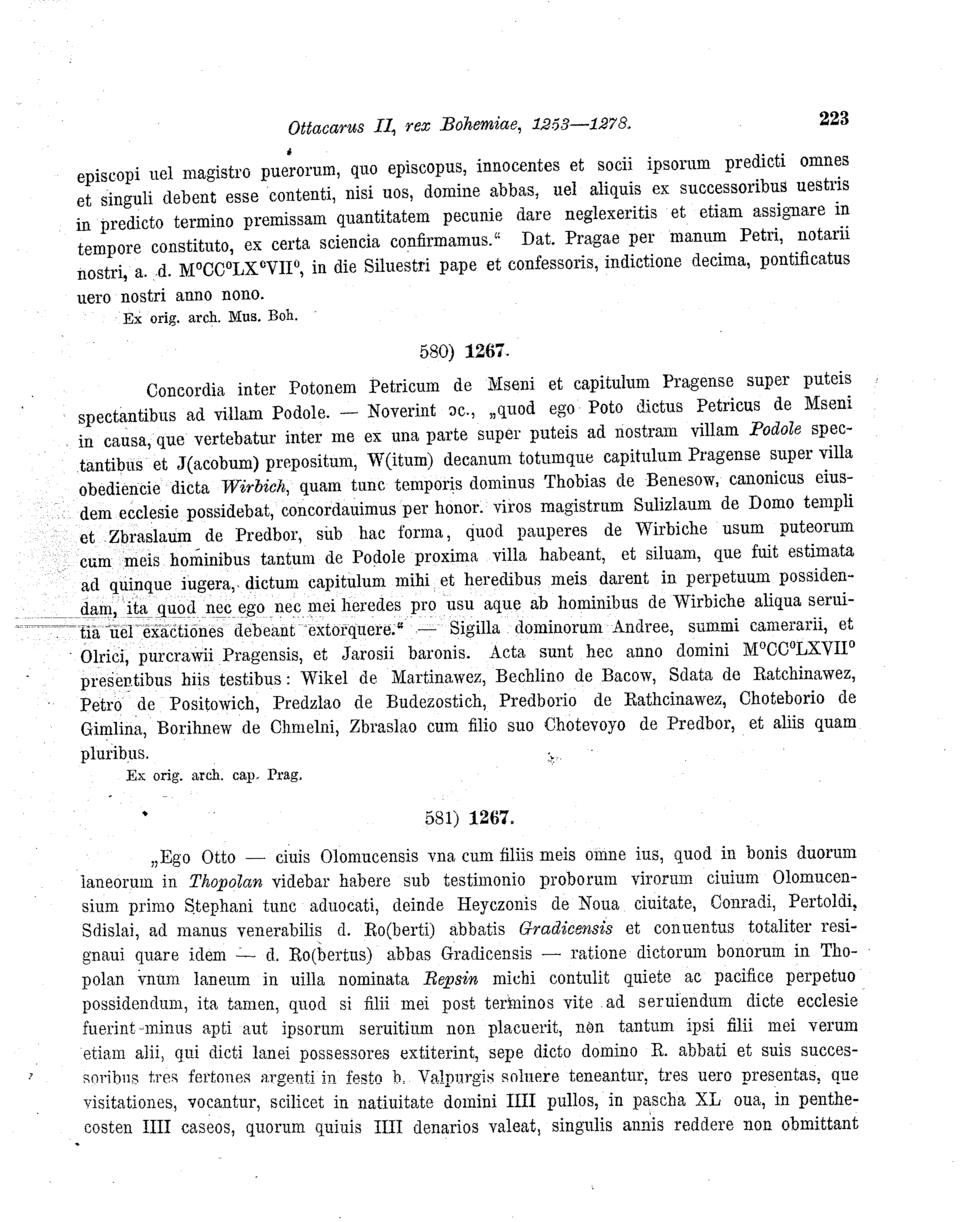 Ottacarus II, rex Bohemiae, 1253—1278. 223
episcopi uel magistro puerorum, quo episcopus, innocentes et socii ipsorum predicti omnes
et singuli debent esse contenti, nisi uos, domine abbas, uel aliquis ex successoribus uestris
in predicto termino premissam quantitatem pecunie dare neglexeritis et etiam assignare in
tempore constituto, ex certa sciencia confirmamus.“ Dat. Pragae per manum Petri, notarii
nostri, a. d. M⁰CC⁰LX⁰VII⁰, in die Siluestri pape et confessoris, indictione decima, pontificatus
uero nostri anno nono.
Ex orig. arch. Mus. Boh.
580) 1267.
Concordia inter Potonem Petricum de Mseni et capitulum Pragense super puteis
spectantibus ad villam Podole. — Noverint ɔc., „quod ego Poto dictus Petricus de Mseni
in causa, que vertebatur inter me ex una parte super puteis ad nostram villam Podole spec-
tantibus et J(acobum) prepositum, W(itum) decanum totumque capitulum Pragense super villa
obediencie dicta Wirbich, quam tunc temporis dominus Thobias de Benesow, canonicus eius-
dem ecclesie possidebat, concordauimus per honor. viros magistrum Sulizlaum de Domo templi
et Zbraslaum de Predbor, sub hac forma, quod pauperes de Wirbiche usum puteorum
cum meis hominibus tantum de Podole proxima villa habeant, et siluam, que fuit estimata
ad quinque iugera, dictum capitulum mihi et heredibus meis darent in perpetuum possiden-
dam, ita quod nec ego nec mei heredes pro usu aque ab hominibus de Wirbiche aliqua serui-
tia uel exactiones debeant extorquere.“ — Sigilla dominorum Andree, summi camerarii, et
Olrici, purcrawii Pragensis, et Jarosii baronis. Acta sunt hec anno domini M⁰CC⁰LXVII⁰
presentibus hiis testibus: Wikel de Martinawez, Bechlino de Bacow, Sdata de Ratchinawez,
Petro de Positowich, Predzlao de Budezostich, Predborio de Rathcinawez, Choteborio de
Gimlina, Borihnew de Chmelni, Zbraslao cum filio suo Chotevoyo de Predbor, et aliis quam
pluribus.
Ex orig. arch. cap. Prag.
581) 1267.
„Ego Otto — ciuis Olomucensis vna cum filiis meis omne ius, quod in bonis duorum
laneorum in Thopolan videbar habere sub testimonio proborum virorum ciuium Olomucen-
sium primo Stephani tunc aduocati, deinde Heyczonis de Noua ciuitate, Conradi, Pertoldi,
Sdislai, ad manus venerabilis d. Ro(berti) abbatis Gradicensis et conuentus totaliter resi-
gnaui quare idem — d. Ro(bertus) abbas Gradicensis — ratione dictorum bonorum in Tho-
polan vnum laneum in uilla nominata Repsin michi contulit quiete ac pacifice perpetuo
possidendum, ita tamen, quod si filii mei post terminos vite ad seruiendum dicte ecclesie
fuerint minus apti aut ipsorum seruitium non placuerit, non tantum ipsi filii mei verum
etiam alii, qui dicti lanei possessores extiterint, sepe dicto domino R. abbati et suis succes-
soribus tres fertones argenti in festo b. Valpurgis soluere teneantur, tres uero presentas, que
visitationes, vocantur, scilicet in natiuitate domini IIII pullos, in pascha XL oua, in penthe-
costen IIII caseos, quorum quiuis IIII denarios valeat, singulis annis reddere non obmittant